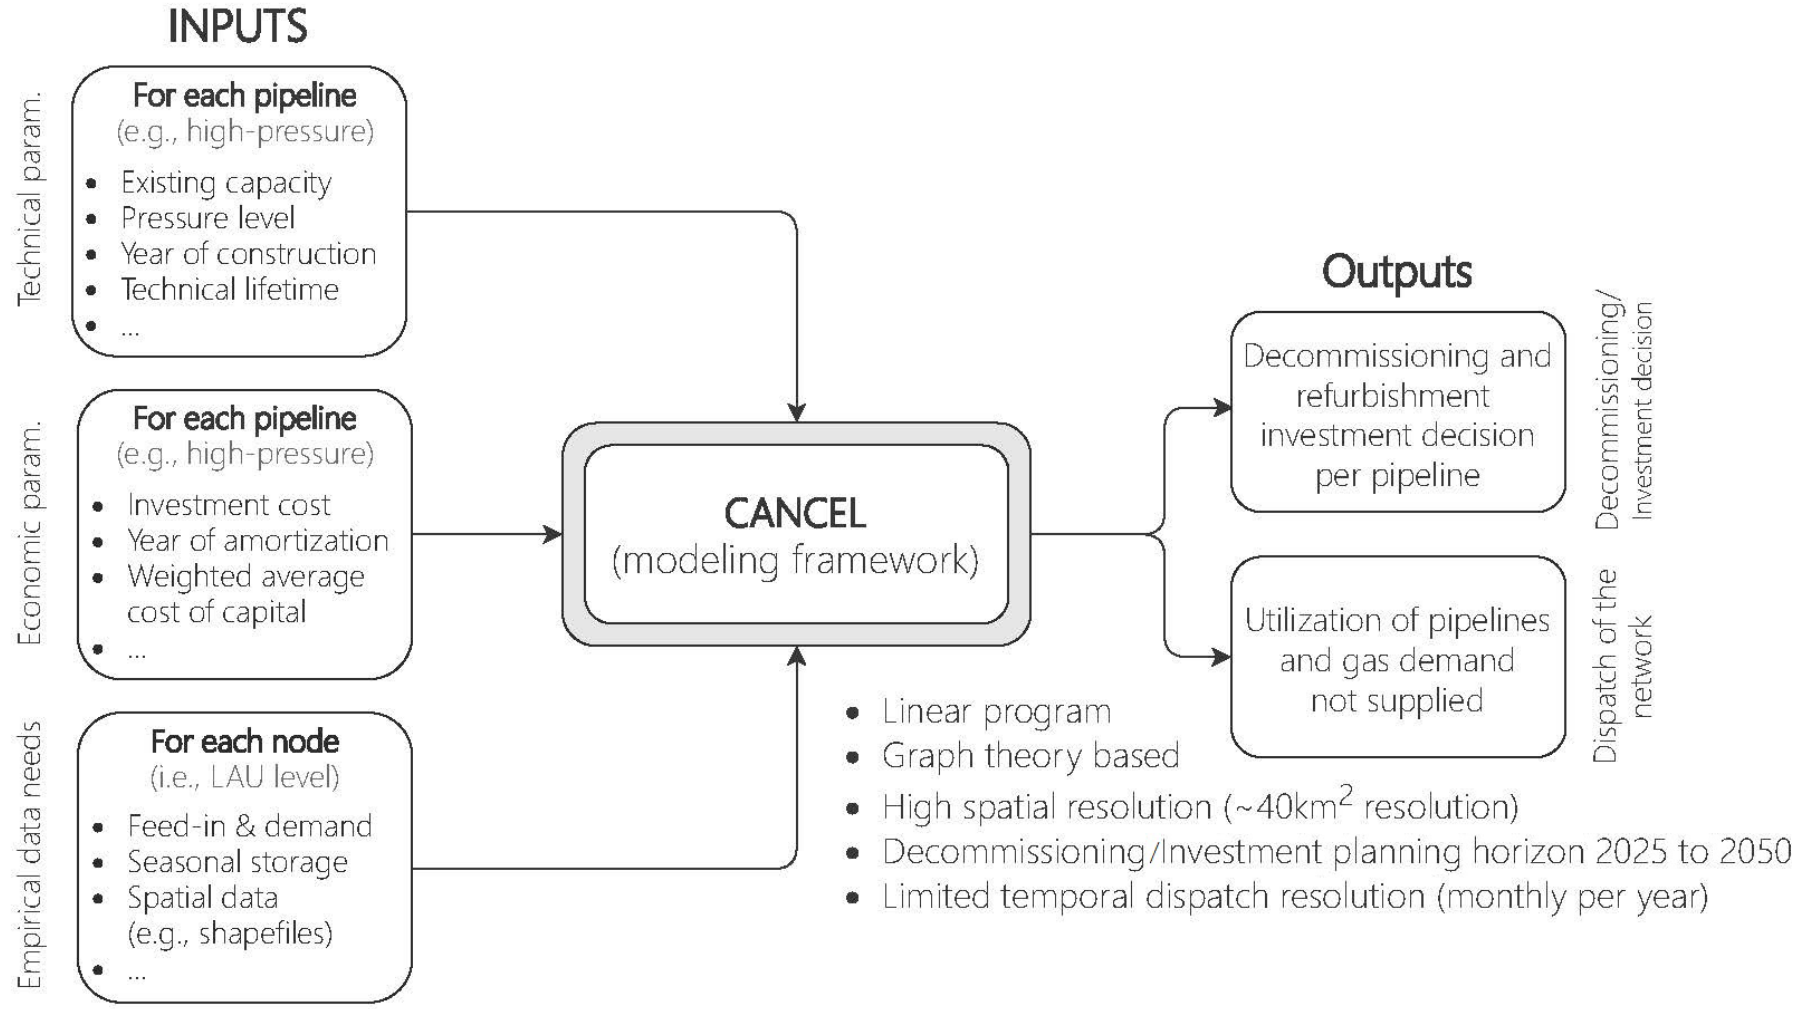 INPUTS
Technical param.
For each pipeline
(e.g., high-pressure)
• Existing capacity
• Pressure level
• Year of construction
• Technical lifetime
• ...
Economic param.
For each pipeline
(e.g., high-pressure)
• Investment cost
• Year of amortization
• Weighted average
cost of capital
• ...
Empirical data needs
For each node
(i.e., LAU level)
• Feed-in & demand
• Seasonal storage
• Spatial data
(e.g., shapefiles)
• ...
CANCEL
(modeling framework)
• Linear program
• Graph theory based
• High spatial resolution (~40km² resolution)
• Decommissioning/Investment planning horizon 2025 to 2050
• Limited temporal dispatch resolution (monthly per year)
Outputs
Decommissioning and
refurbishment
investment decision
per pipeline
Decommissioning/
Investment decision
Utilization of pipelines
and gas demand
not supplied
Dispatch of the
network